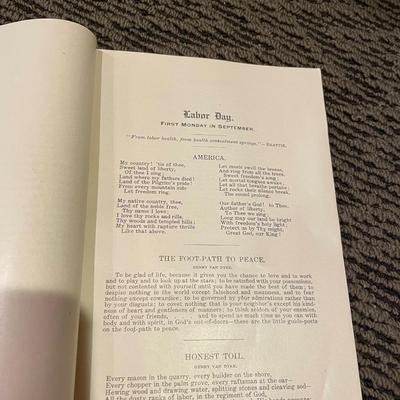 Labor Day.
FIRST MONDAY IN SEPTEMBER.
"From labor health, from health contentment springs."—BEATTIE.
AMERICA.
My country! 'tis of thee,
Sweet land of liberty,
Of thee I sing;
Land where my fathers died!
Land of the Pilgrim's pride!
From every mountain side
Let freedom ring.
My native country, thee,
Land of the noble free,
Thy name I love;
I love thy rocks and rills,
Thy woods and templed hills;
My heart with rapture thrills
Like that above.
Let music swell the breeze,
And ring from all the trees,
Sweet freedom's song;
Let mortal tongues awake;
Let all that breathe partake;
Let rocks their silence break,
The sound prolong.
Our father's God! to Thee,
Author of liberty,
To Thee we sing;
Long may our land be bright
With freedom's holy light;
Protect us by Thy might,
Great God, our King!
THE FOOT-PATH TO PEACE.
HENRY VAN DYKE.
To be glad of life, because it gives you the chance to love and to work
and to play and to look up at the stars; to be satisfied with your possessions,
but not contented with yourself until you have made the best of them; to
despise nothing in the world except falsehood and meanness, and to fear
nothing except cowardice; to be governed by your admirations rather than
by your disgusts; to covet nothing that is your neighbor's except his kind-
ness of heart and gentleness of manners; to think seldom of your enemies,
often of your friends, . . . and to spend as much time as you can with
body and with spirit, in God's out-of-doors—these are the little guide-posts
on the foot-path to peace.
HONEST TOIL.
HENRY VAN DYKE.
Every mason in the quarry, every builder on the shore,
Every chopper in the palm grove, every raftsman at the oar—
Hewing wood and drawing water, splitting stones and cleaving sod—
All the dusty ranks of labor, in the regiment of God,